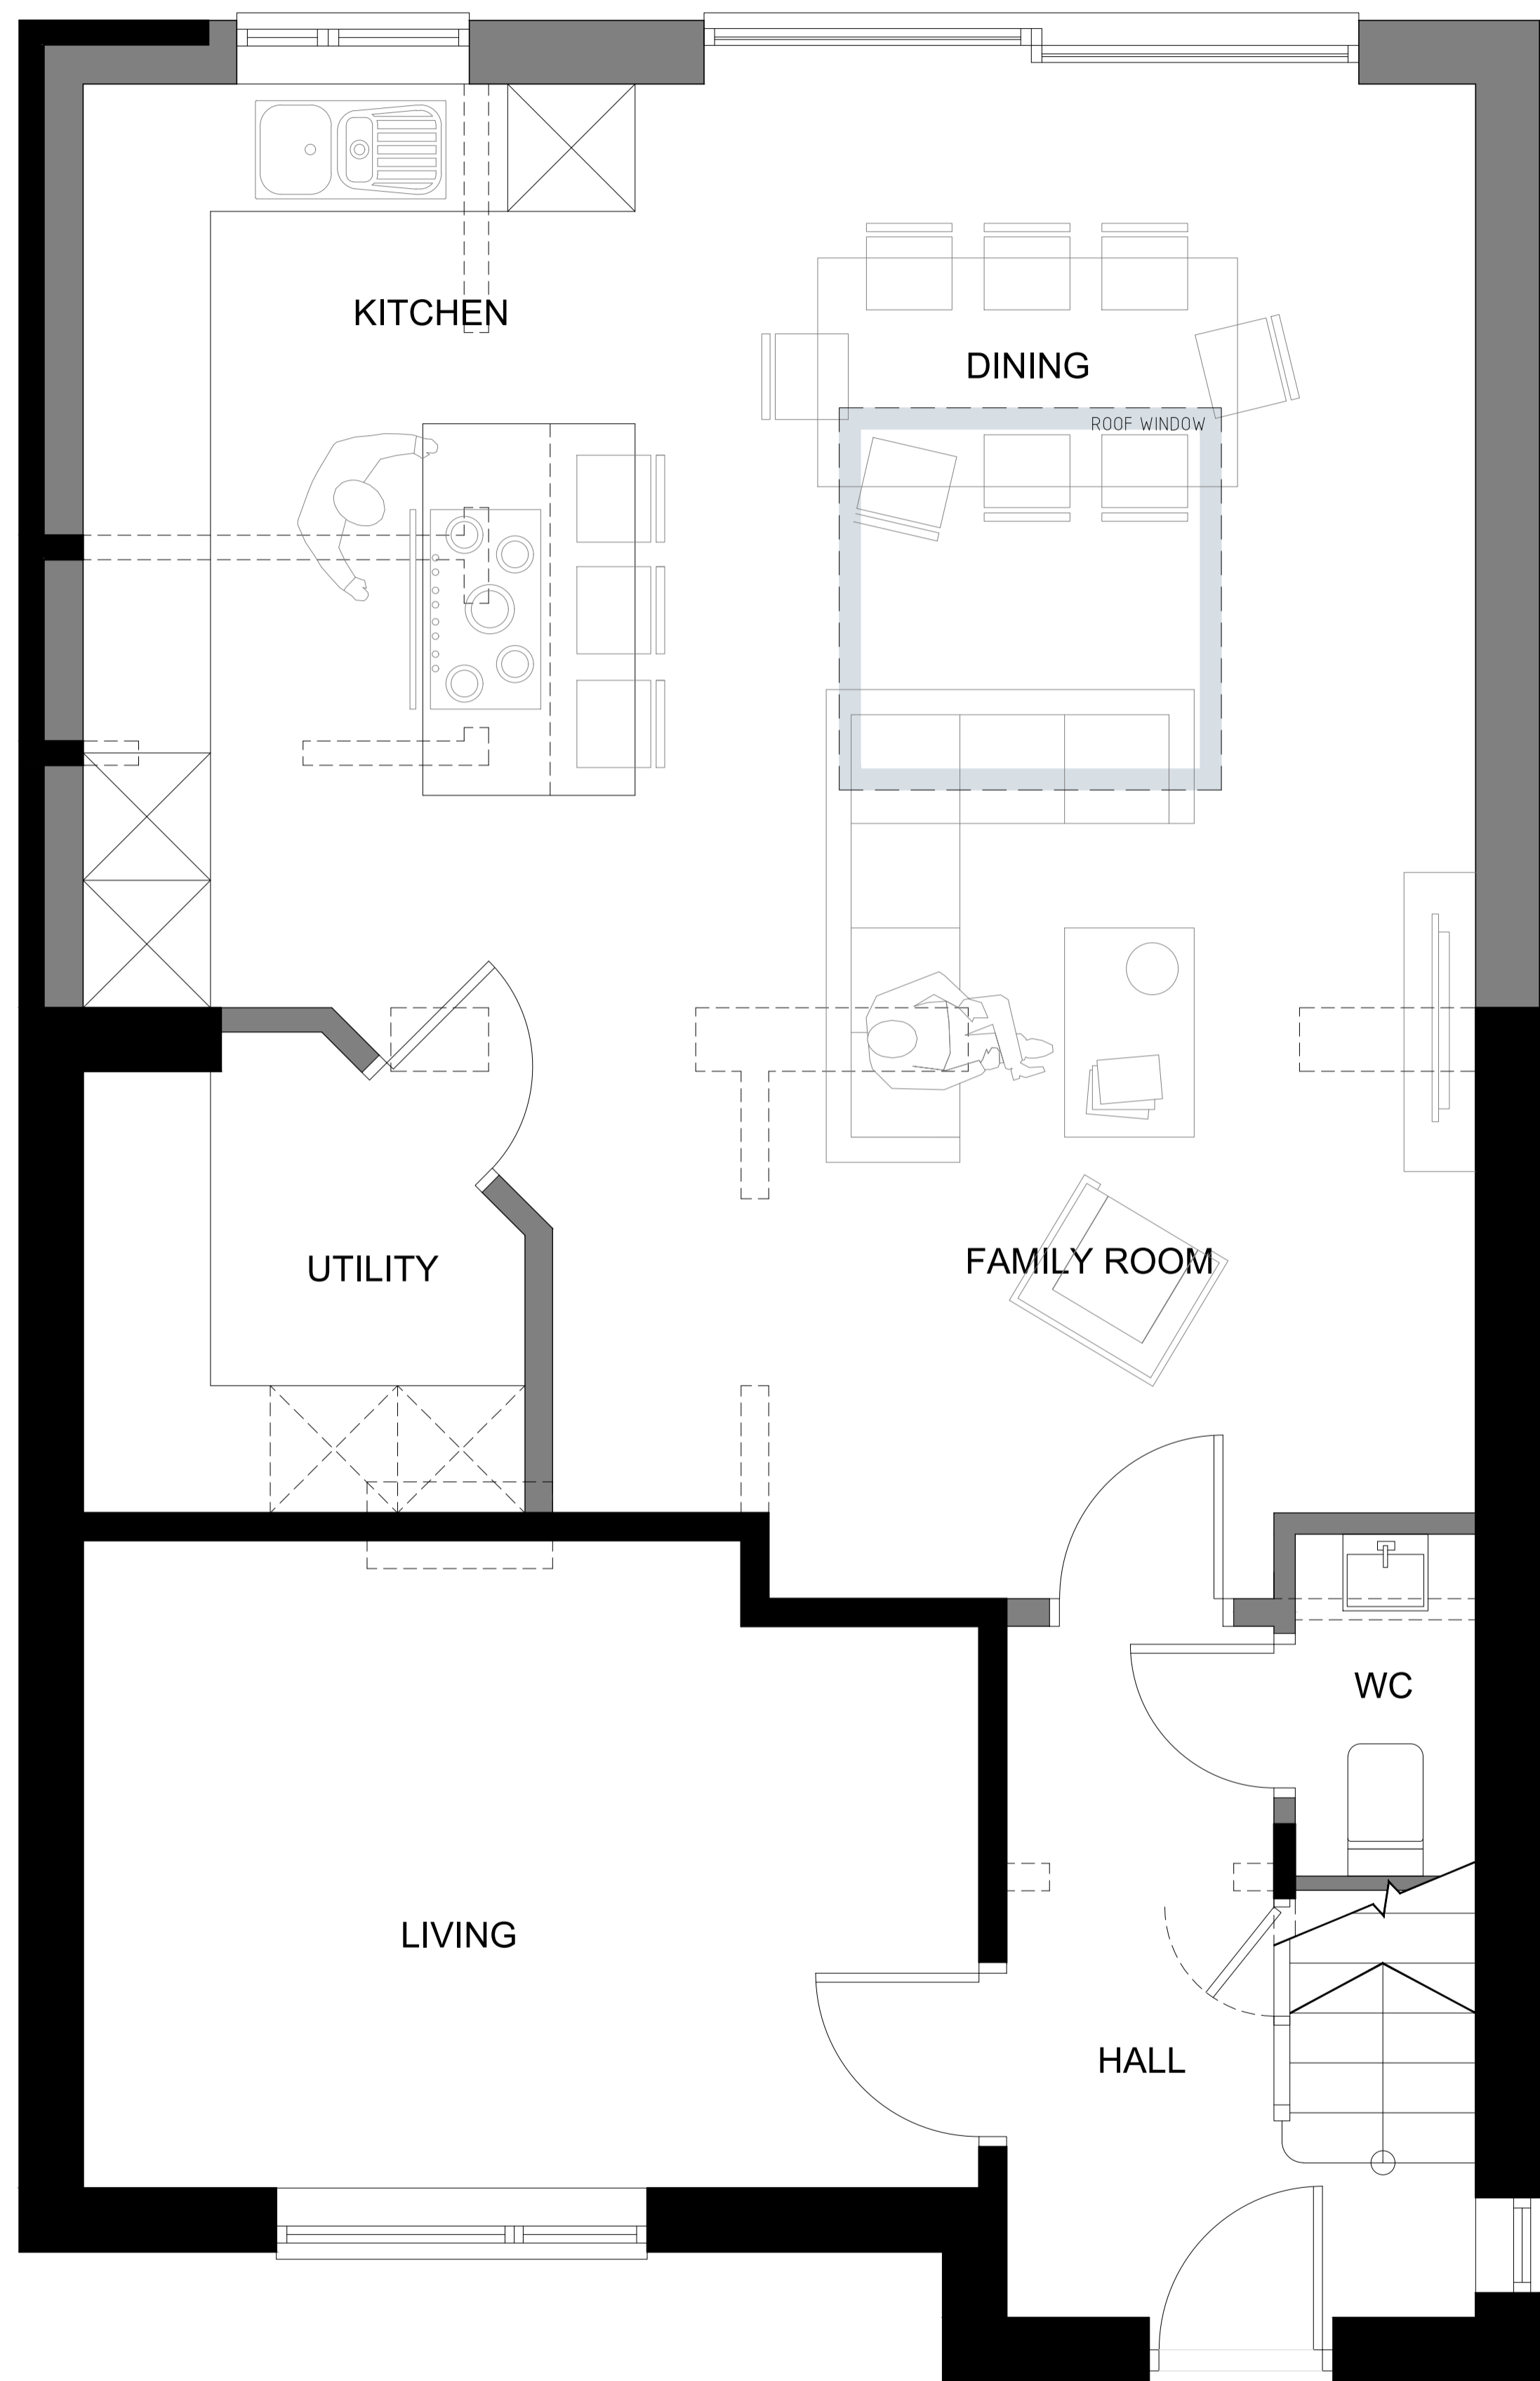 KITCHEN
DINING
ROOF WINDOW
UTILITY
FAMILY ROOM
WC
LIVING
HALL